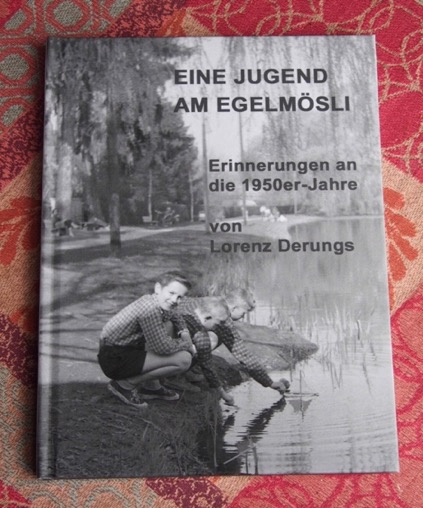 EINE JUGEND
AM EGELMÖSLI
Erinnerungen an
die 1950er-Jahre
von
Lorenz Derungs